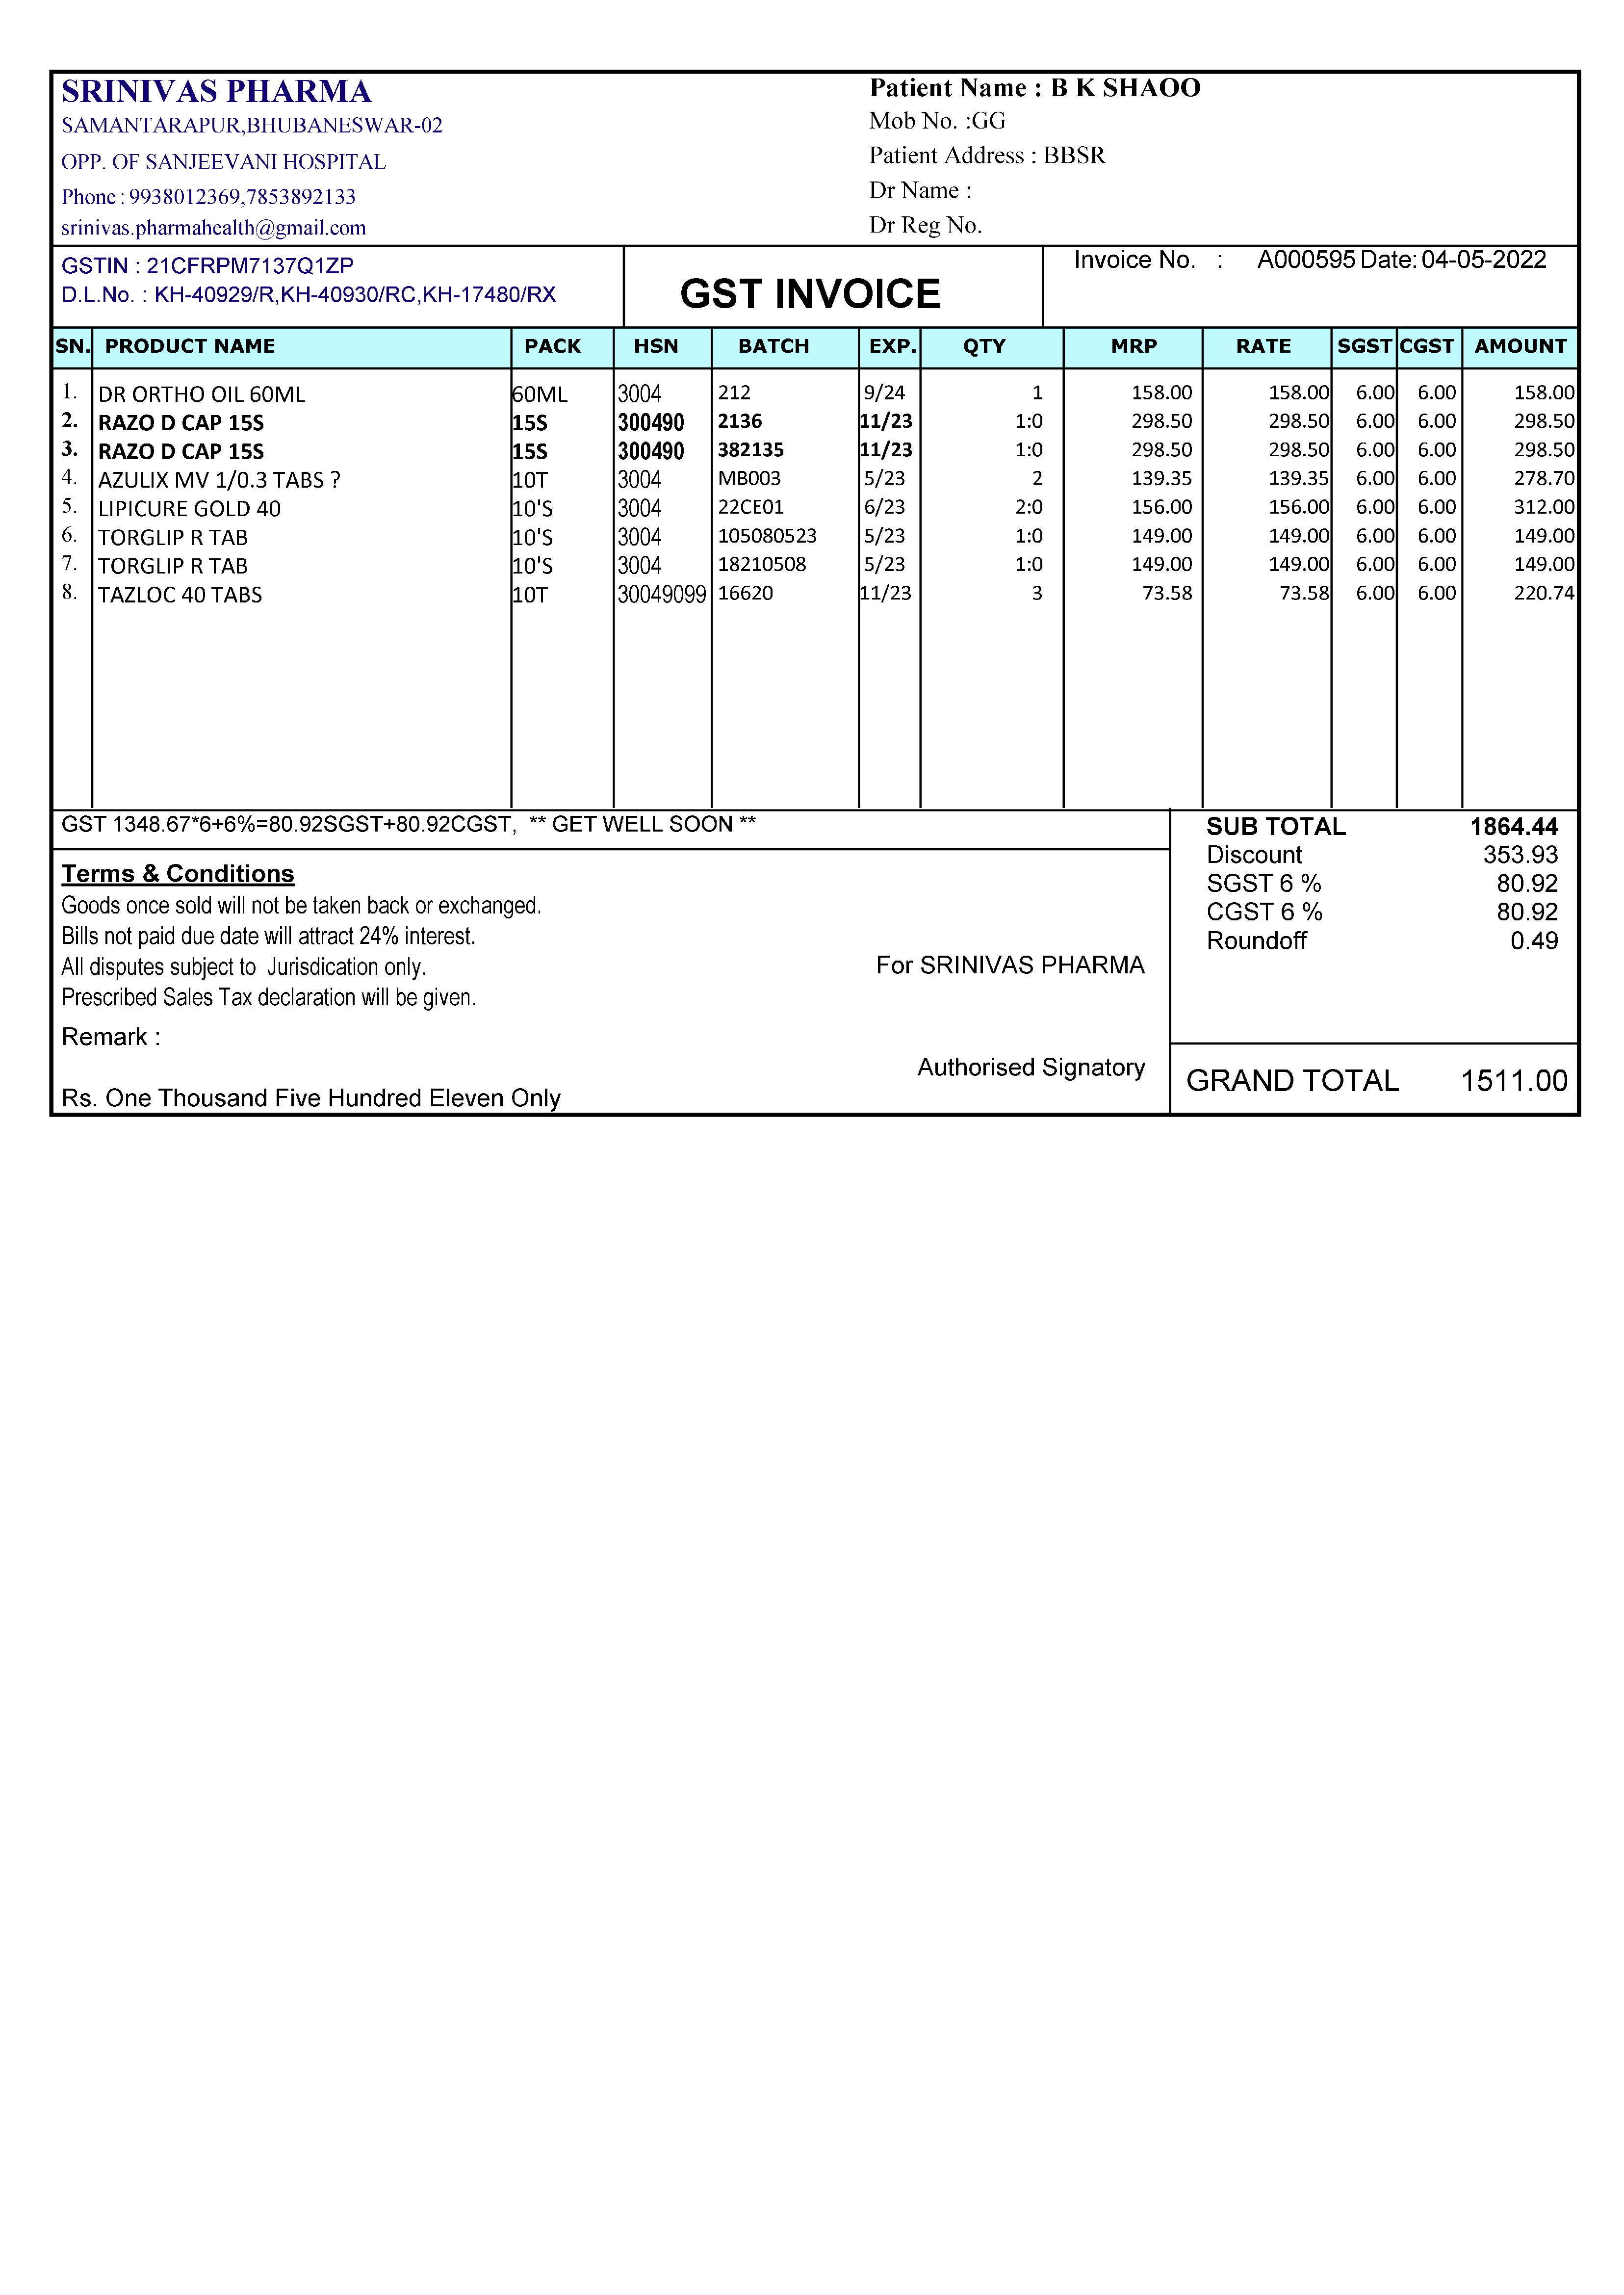 SRINIVAS PHARMA
SAMANTARAPUR,BHUBANESWAR-02
OPP. OF SANJEEVANI HOSPITAL
Phone : 9938012369,7853892133
srinivas.pharmahealth@gmail.com
Patient Name : B K SHAOO
Mob No. :GG
Patient Address : BBSR
Dr Name :
Dr Reg No.
GSTIN : 21CFRPM7137Q1ZP
D.L.No. : KH-40929/R,KH-40930/RC,KH-17480/RX
GST INVOICE
Invoice No. : A000595 Date: 04-05-2022
SN. PRODUCT NAME PACK HSN BATCH EXP. QTY MRP RATE SGST CGST AMOUNT
1. DR ORTHO OIL 60ML 60ML 3004 212 9/24 1 158.00 158.00 6.00 6.00 158.00
2. RAZO D CAP 15S 15S 300490 2136 11/23 1:0 298.50 298.50 6.00 6.00 298.50
3. RAZO D CAP 15S 15S 300490 382135 11/23 1:0 298.50 298.50 6.00 6.00 298.50
4. AZULIX MV 1/0.3 TABS ? 10T 3004 MB003 5/23 2 139.35 139.35 6.00 6.00 278.70
5. LIPICURE GOLD 40 10'S 3004 22CE01 6/23 2:0 156.00 156.00 6.00 6.00 312.00
6. TORGLIP R TAB 10'S 3004 105080523 5/23 1:0 149.00 149.00 6.00 6.00 149.00
7. TORGLIP R TAB 10'S 3004 18210508 5/23 1:0 149.00 149.00 6.00 6.00 149.00
8. TAZLOC 40 TABS 10T 30049099 16620 11/23 3 73.58 73.58 6.00 6.00 220.74
GST 1348.67*6+6%=80.92SGST+80.92CGST, ** GET WELL SOON **
Terms & Conditions
Goods once sold will not be taken back or exchanged.
Bills not paid due date will attract 24% interest.
All disputes subject to Jurisdication only.
Prescribed Sales Tax declaration will be given.
Remark :
Rs. One Thousand Five Hundred Eleven Only
For SRINIVAS PHARMA
Authorised Signatory
SUB TOTAL 1864.44
Discount 353.93
SGST 6 % 80.92
CGST 6 % 80.92
Roundoff 0.49
GRAND TOTAL 1511.00